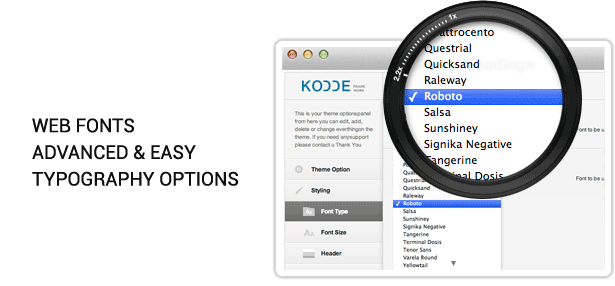 WEB FONTS
ADVANCED & EASY
TYPOGRAPHY OPTIONS
KODDE FRAME WORK
This is your theme optionspanel
from here you can edit, add,
delete or change everthingon the
theme. If you need anysupport
please contact u Thank You
Theme Option
Styling
Font Type
Font Size
Header
Questrial
Quicksand
Raleway
Roboto
Salsa
Sunshiney
Signika Negative
Tangerine
Terminal Dosis
Tenor Sans
Varela Round
Yellowtail
2.2x
1x
Quattrocento
Questrial
Quicksand
Raleway
Roboto
Salsa
Sunshiney
Signika Negative
Tangerine
Terminal Dosis
Font to be u
Font to be u